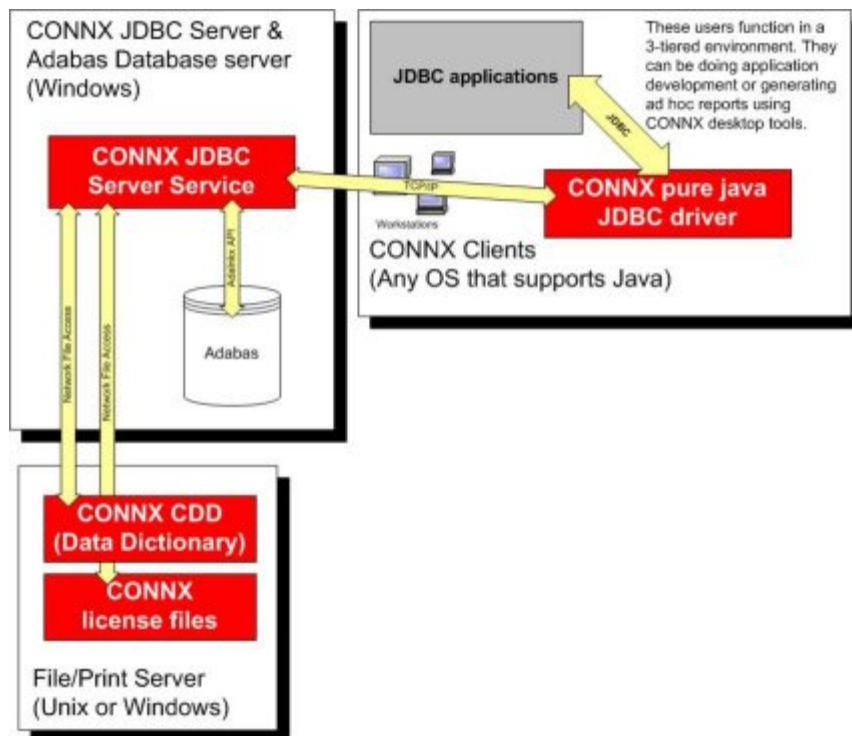 CONNX JDBC Server &
Adabas Database server
(Windows)
CONNX JDBC
Server Service
Network File Access
Network File Access
Adalnkx API
Adabas
JDBC applications
These users function in a
3-tiered environment. They
can be doing application
development or generating
ad hoc reports using
CONNX desktop tools.
JDBC
TCP/IP
Workstations
CONNX pure java
JDBC driver
CONNX Clients
(Any OS that supports Java)
CONNX CDD
(Data Dictionary)
CONNX
license files
File/Print Server
(Unix or Windows)